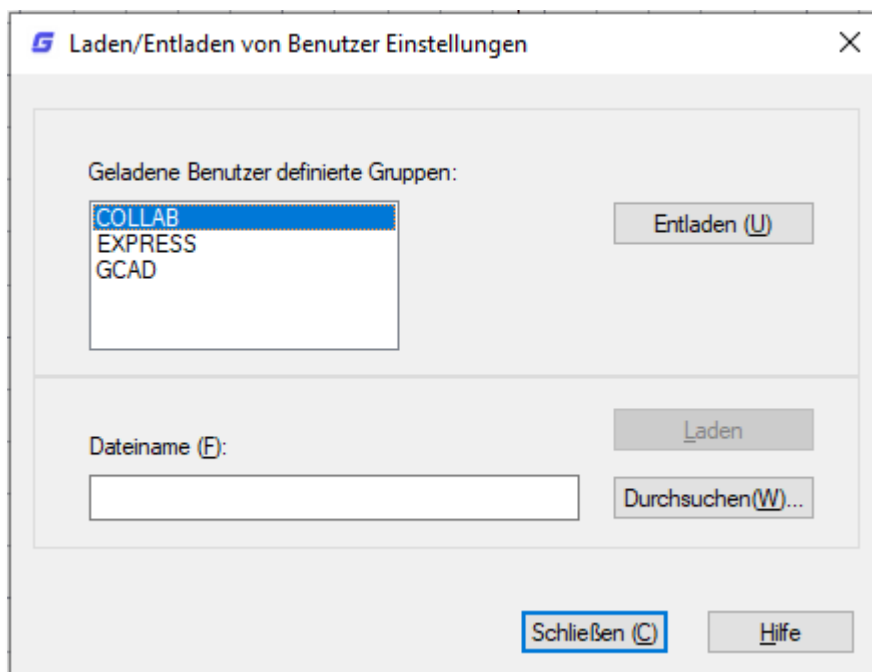 Laden/Entladen von Benutzer Einstellungen
Geladene Benutzer definierte Gruppen:
COLLAB
EXPRESS
GCAD
Entladen (U)
Dateiname (F):
Laden
Durchsuchen(W)...
Schließen (C)
Hilfe